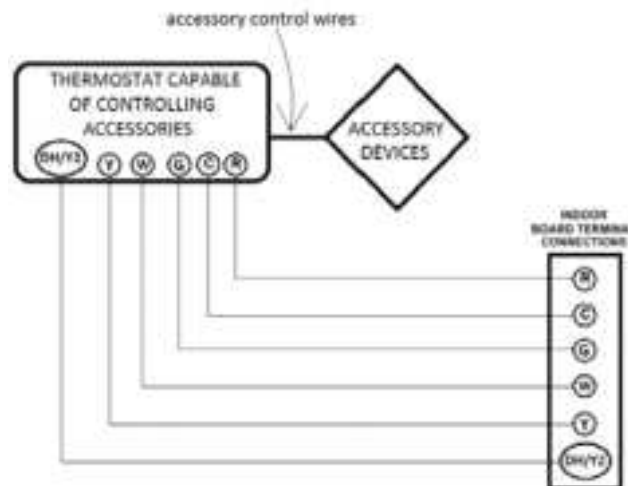 accessory control wires
THERMOSTAT CAPABLE
OF CONTROLLING
ACCESSORIES
DH/Y2 Y W G C R
ACCESSORY
DEVICES
INDOOR
BOARD TERMINA
CONNECTIONS
R
C
G
W
Y
DH/Y2